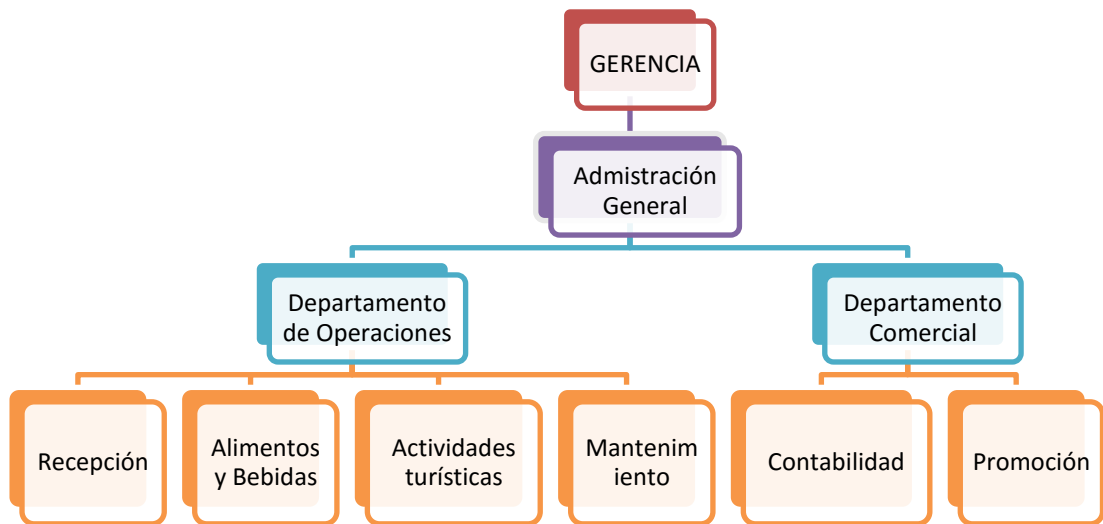 GERENCIA
Admistración
General
Departamento
de Operaciones
Departamento
Comercial
Recepción
Alimentos
y Bebidas
Actividades
turísticas
Mantenim
iento
Contabilidad
Promoción